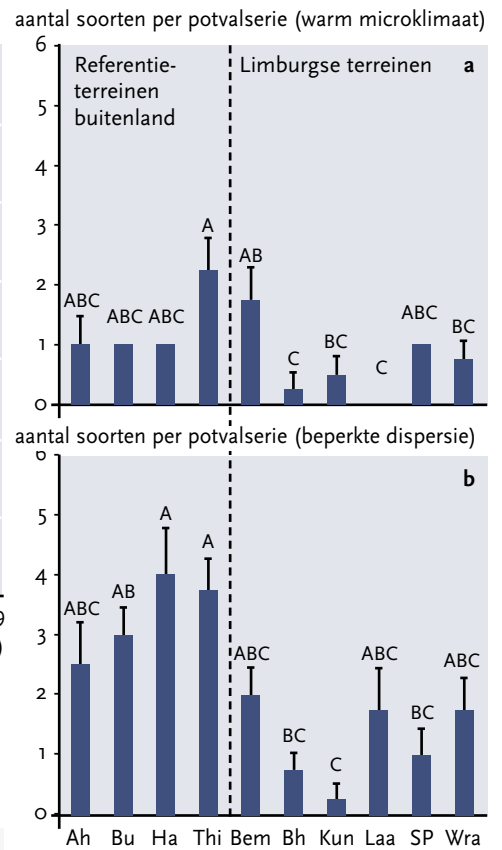 aantal soorten per potvalserie (warm microklimaat)
6
Referentie-
terreinen
buitenland
Limburgse terreinen
a
5
4
3
2
1
0
ABC
ABC
ABC
A
AB
C
BC
C
ABC
BC
aantal soorten per potvalserie (beperkte dispersie)
6
b
5
4
3
2
1
0
ABC
AB
A
A
ABC
BC
C
ABC
BC
ABC
Ah Bu Ha Thi Bem Bh Kun Laa SP Wra